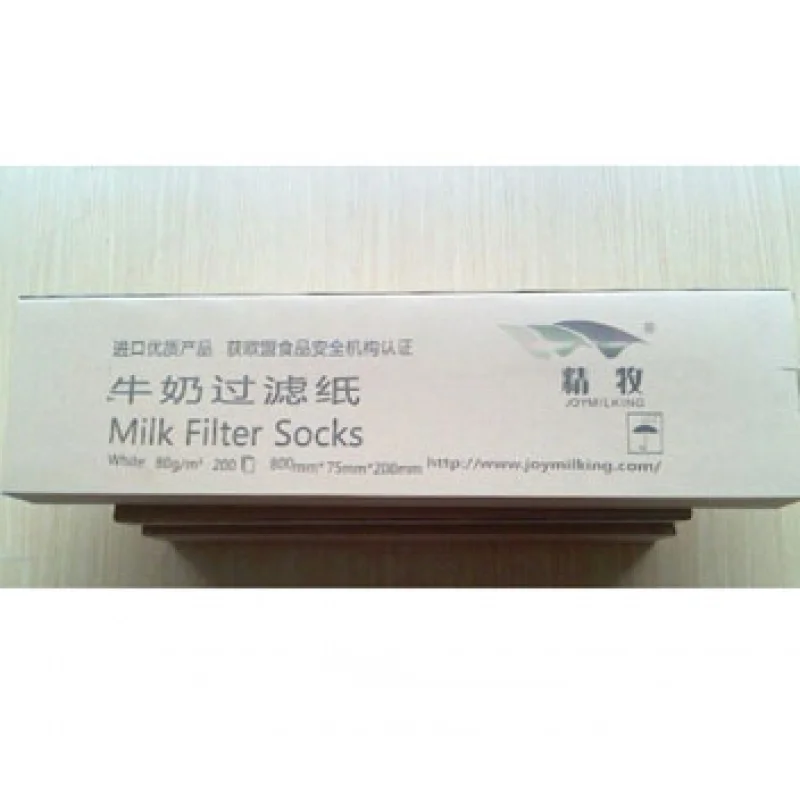 进口优质产品 获欧盟食品安全机构认证
牛奶过滤纸
Milk Filter Socks
White 80g/m² 200 800mm*75mm*200mm
®
精牧
JOYMILKING
http://www.joymilking.com/